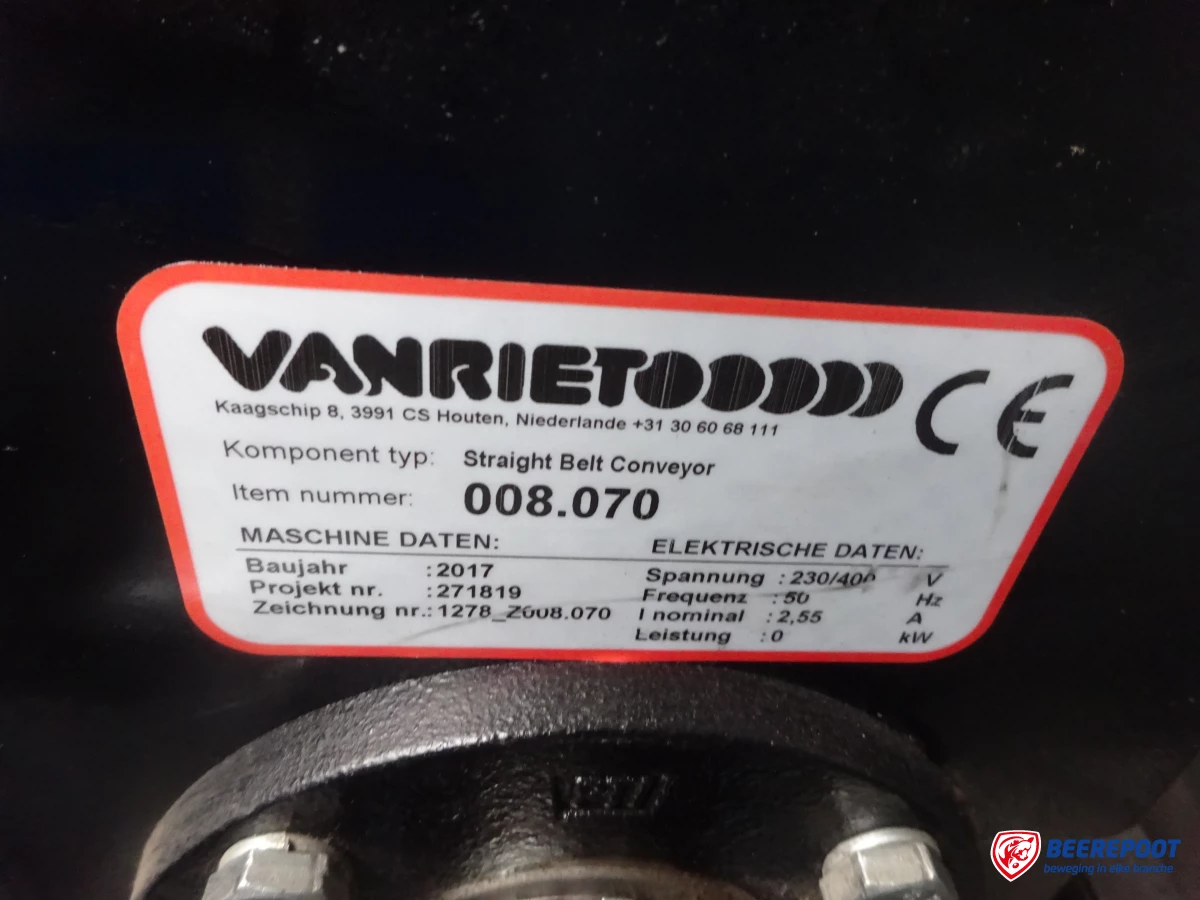 VANRIET
CE
Kaagschip 8, 3991 CS Houten, Niederlande +31 30 60 68 111
Komponent typ: Straight Belt Conveyor
Item nummer: 008.070
MASCHINE DATEN:
Baujahr :2017
Projekt nr. :271819
Zeichnung nr.:1278_Z008.070
ELEKTRISCHE DATEN:
Spannung :230/400 V
Frequenz :50 Hz
I nominal :2,55 A
Leistung :0 kW
BEEREPOOT
beweging in elke branche